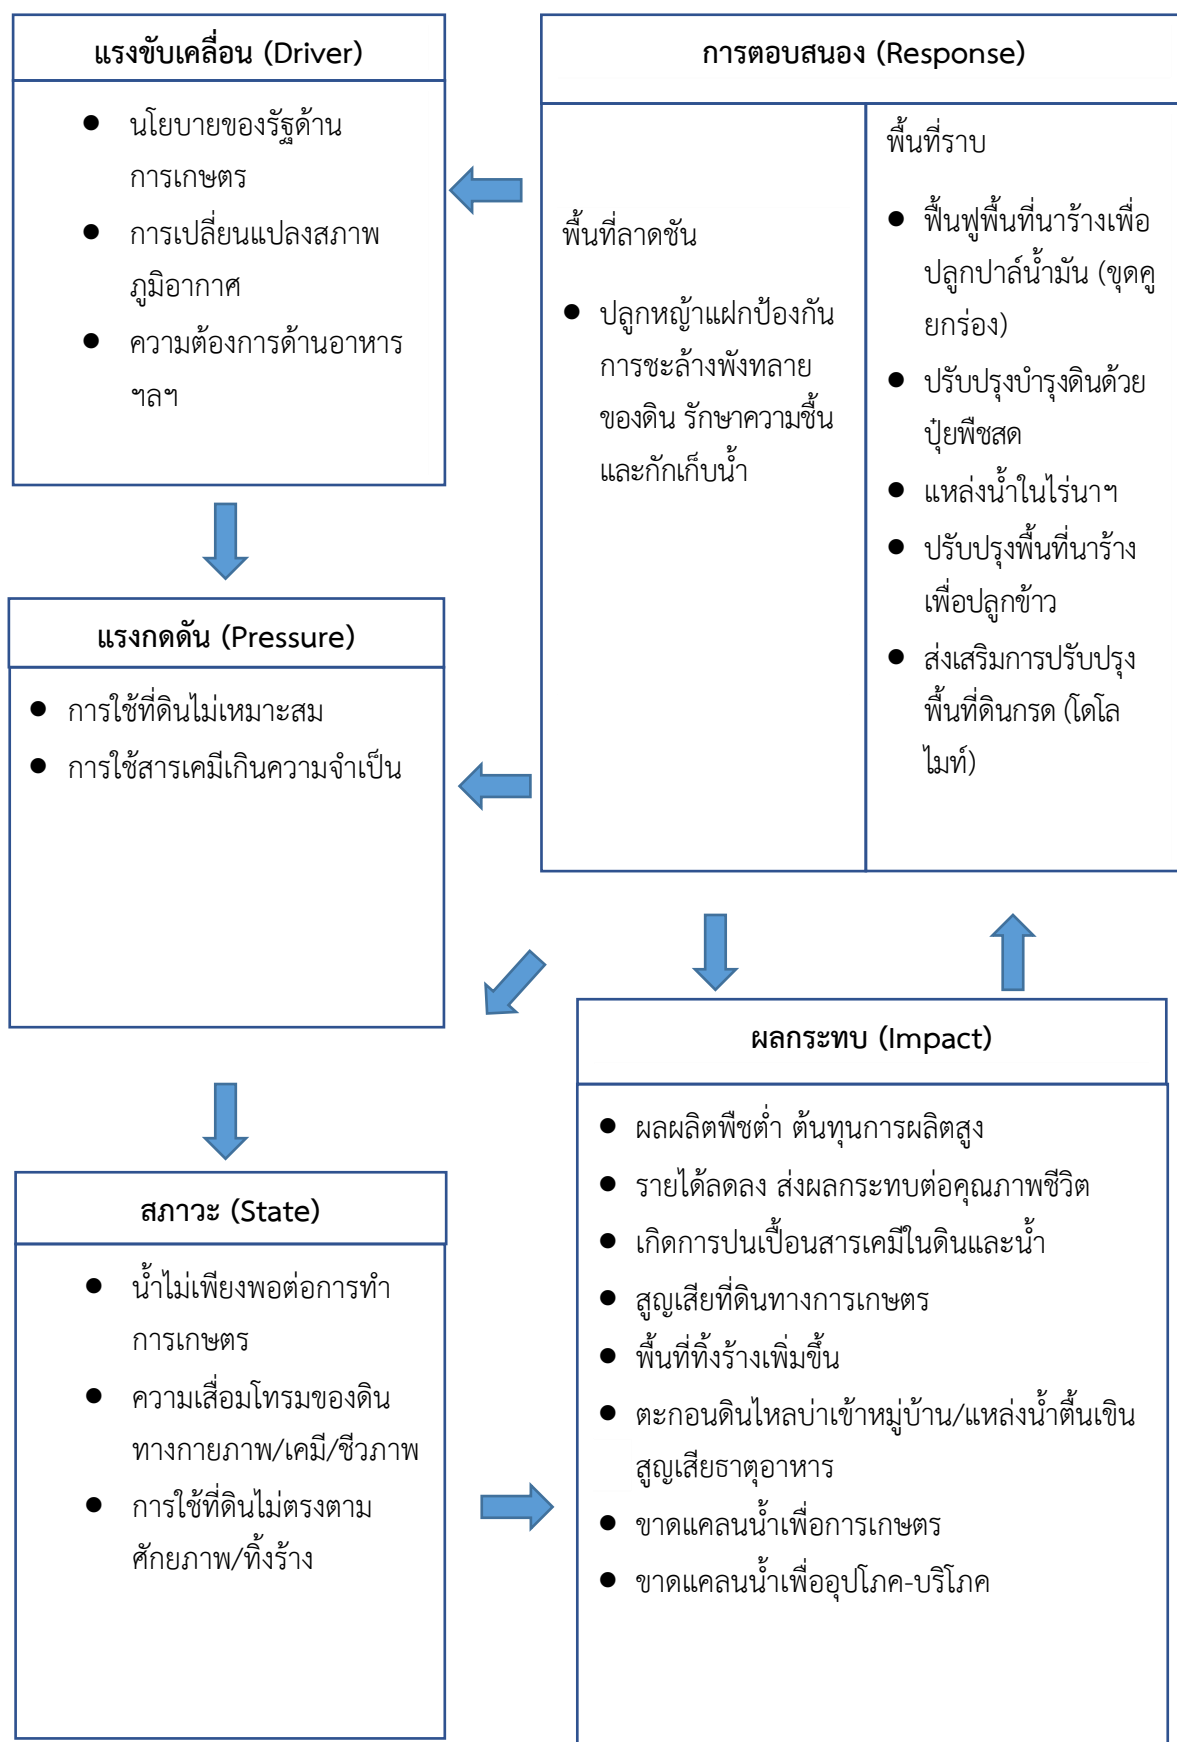 แรงขับเคลื่อน (Driver)
● นโยบายของรัฐด้าน
การเกษตร
● การเปลี่ยนแปลงสภาพ
ภูมิอากาศ
● ความต้องการด้านอาหาร
ฯลฯ
การตอบสนอง (Response)
พื้นที่ลาดชัน
● ปลูกหญ้าแฝกป้องกัน
การชะล้างพังทลาย
ของดิน รักษาความชื้น
และกักเก็บน้ำ
พื้นที่ราบ
● ฟื้นฟูพื้นที่นาร้างเพื่อ
ปลูกปาล์น้ำมัน (ขุดคู
ยกร่อง)
● ปรับปรุงบำรุงดินด้วย
ปุ๋ยพืชสด
● แหล่งน้ำในไร่นาฯ
● ปรับปรุงพื้นที่นาร้าง
เพื่อปลูกข้าว
● ส่งเสริมการปรับปรุง
พื้นที่ดินกรด (โดโล
ไมท์)
แรงกดดัน (Pressure)
● การใช้ที่ดินไม่เหมาะสม
● การใช้สารเคมีเกินความจำเป็น
สภาวะ (State)
● น้ำไม่เพียงพอต่อการทำ
การเกษตร
● ความเสื่อมโทรมของดิน
ทางกายภาพ/เคมี/ชีวภาพ
● การใช้ที่ดินไม่ตรงตาม
ศักยภาพ/ทิ้งร้าง
ผลกระทบ (Impact)
● ผลผลิตพืชต่ำ ต้นทุนการผลิตสูง
● รายได้ลดลง ส่งผลกระทบต่อคุณภาพชีวิต
● เกิดการปนเปื้อนสารเคมีในดินและน้ำ
● สูญเสียที่ดินทางการเกษตร
● พื้นที่ทิ้งร้างเพิ่มขึ้น
● ตะกอนดินไหลบ่าเข้าหมู่บ้าน/แหล่งน้ำตื้นเขิน
สูญเสียธาตุอาหาร
● ขาดแคลนน้ำเพื่อการเกษตร
● ขาดแคลนน้ำเพื่ออุปโภค-บริโภค